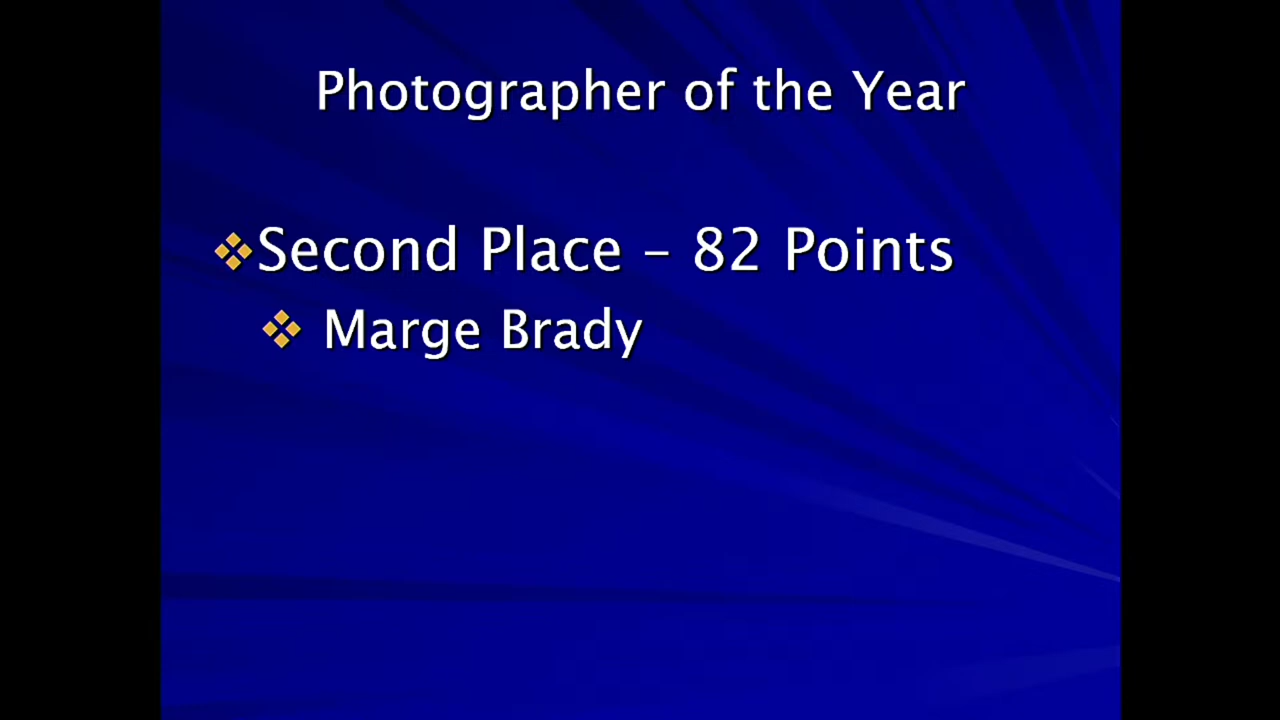 Photographer of the Year
Second Place – 82 Points
Marge Brady